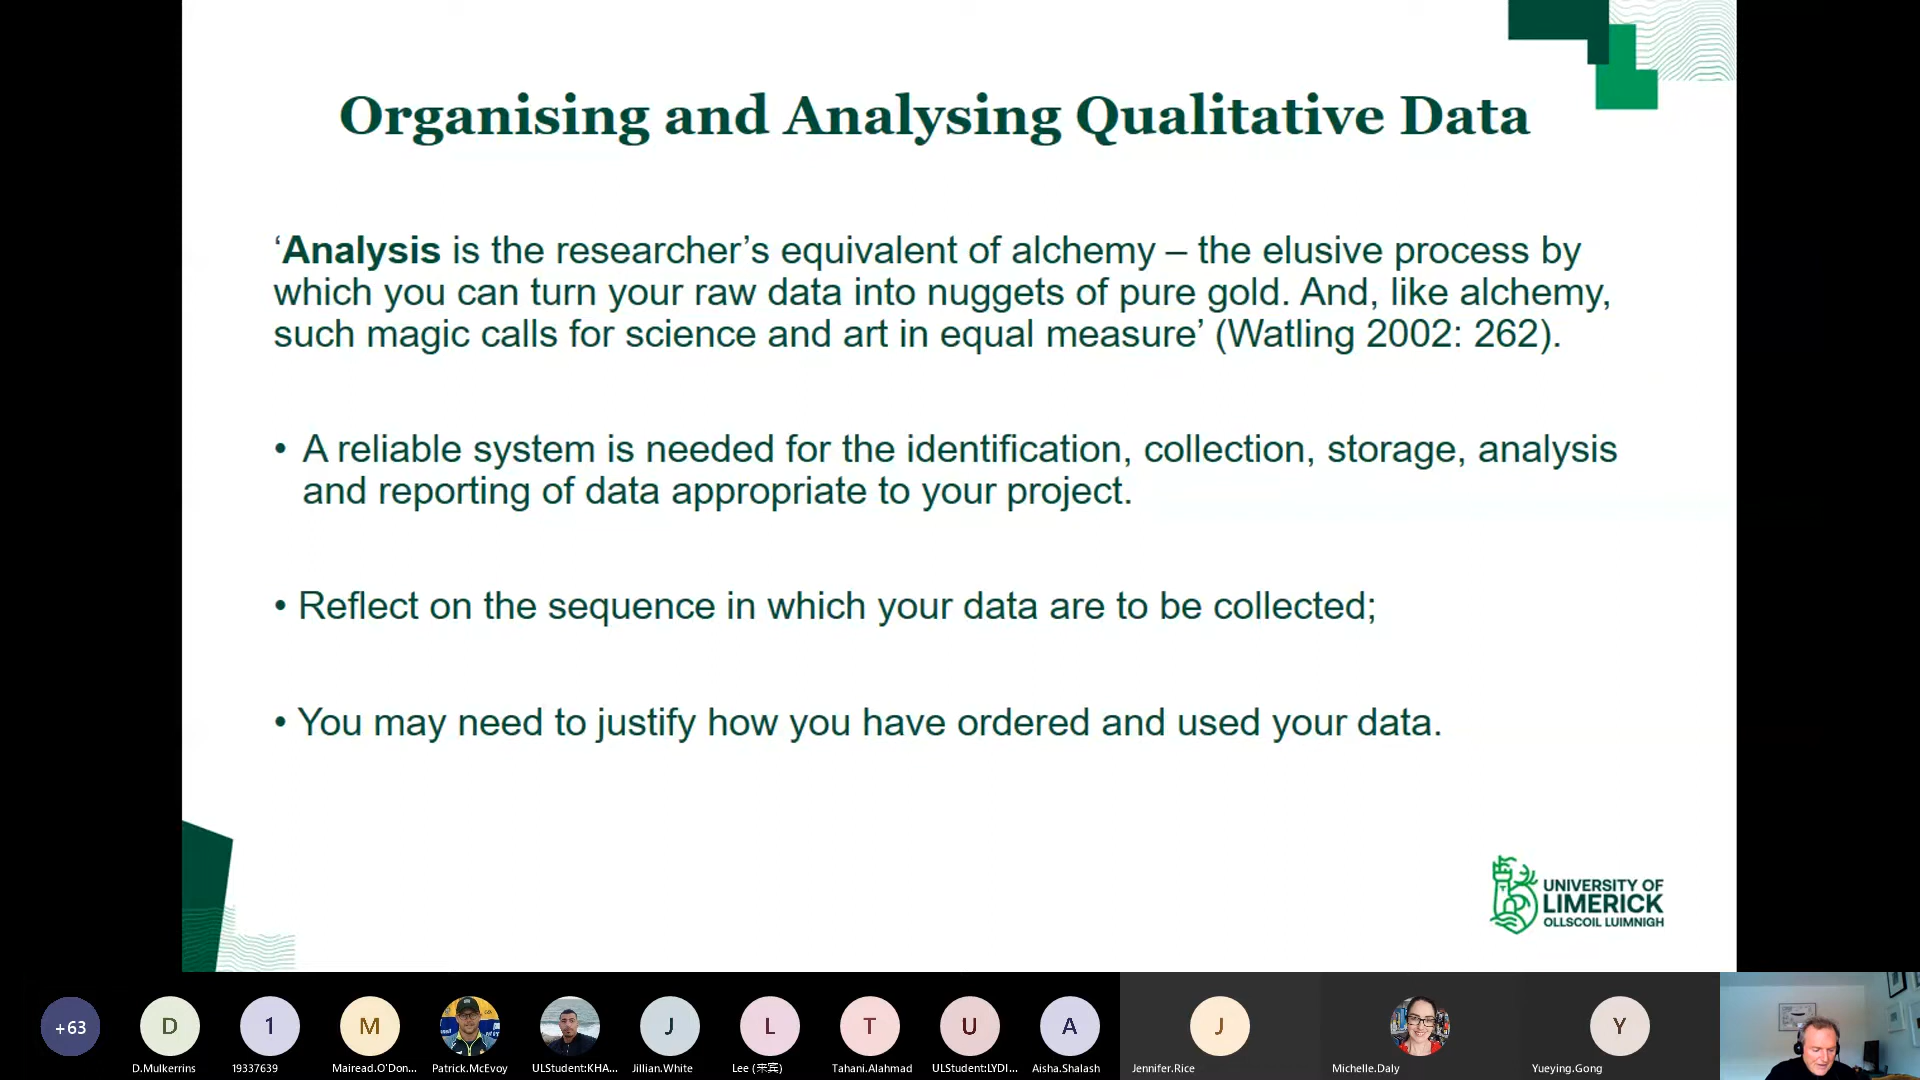 Organising and Analysing Qualitative Data
‘Analysis is the researcher’s equivalent of alchemy – the elusive process by
which you can turn your raw data into nuggets of pure gold. And, like alchemy,
such magic calls for science and art in equal measure’ (Watling 2002: 262).
• A reliable system is needed for the identification, collection, storage, analysis
and reporting of data appropriate to your project.
• Reflect on the sequence in which your data are to be collected;
• You may need to justify how you have ordered and used your data.
UNIVERSITY OF
LIMERICK
OLLSCOIL LUIMNIGH
+63
D
1
M
J
L
T
U
A
J
Y
D.Mulkerrins
19337639
Mairead.O'Don...
Patrick.McEvoy
ULStudent:KHA...
Jillian.White
Lee (来宾)
Tahani.Alahmad
ULStudent:LYDI...
Aisha.Shalash
Jennifer.Rice
Michelle.Daly
Yueying.Gong